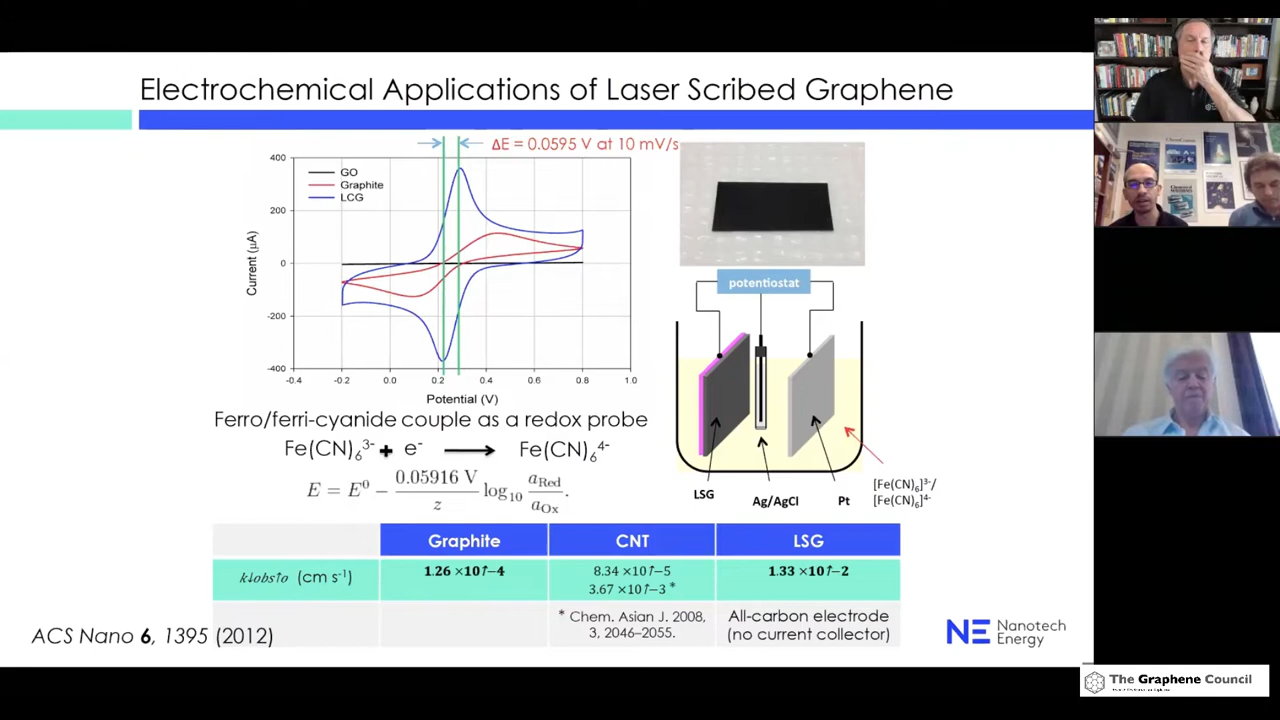 Electrochemical Applications of Laser Scribed Graphene
ΔE = 0.0595 V at 10 mV/s
400
200
0
-200
-400
GO
Graphite
LCG
Current (µA)
-0.4 -0.2 0.0 0.2 0.4 0.6 0.8 1.0
Potential (V)
potentiostat
LSG
Ag/AgCl
Pt
[Fe(CN)₆]³⁻/
[Fe(CN)₆]⁴⁻
Ferro/ferri-cyanide couple as a redox probe
Fe(CN)₆³⁻ + e⁻ ⟶ Fe(CN)₆⁴⁻
E = E⁰ − 0.05916 V / z log₁₀ a_Red / a_Ox.
Graphite CNT LSG
k↓obs↑o (cm s⁻¹) 1.26 ×10↑−4 8.34 ×10↑−5 1.33 ×10↑−2
3.67 ×10↑−3 *
* Chem. Asian J. 2008, All-carbon electrode
3, 2046–2055. (no current collector)
ACS Nano 6, 1395 (2012)
NE Nanotech
Energy
The Graphene Council